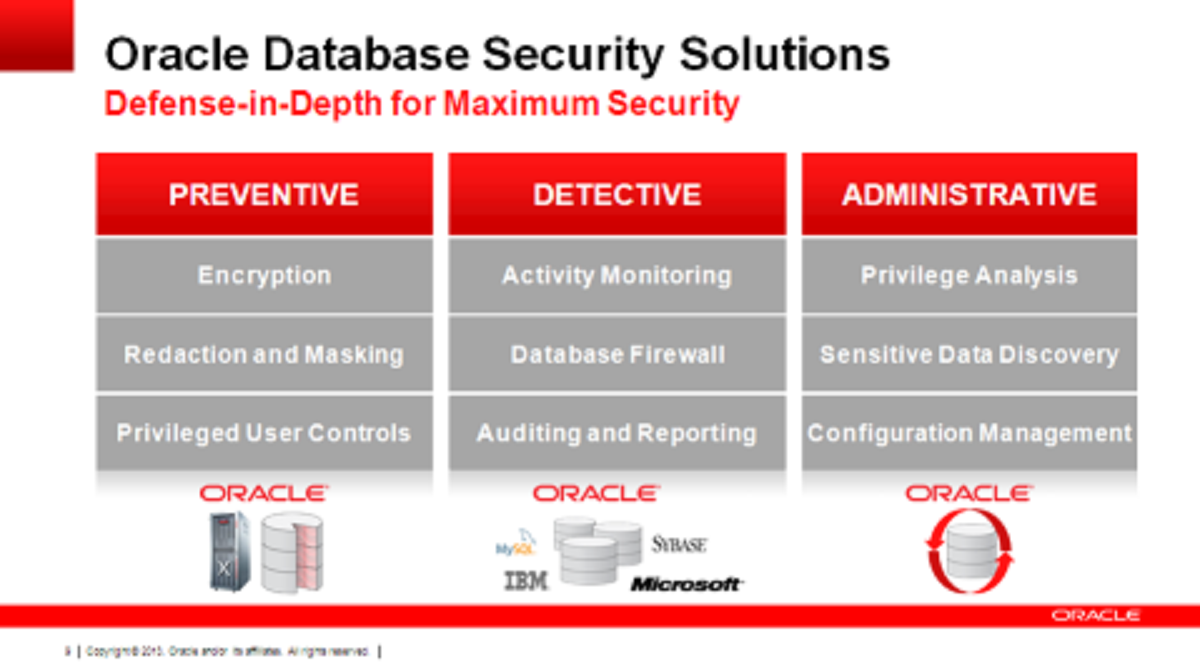 Oracle Database Security Solutions
Defense-in-Depth for Maximum Security
PREVENTIVE
Encryption
Redaction and Masking
Privileged User Controls
ORACLE
X
DETECTIVE
Activity Monitoring
Database Firewall
Auditing and Reporting
ORACLE
MySQL
SYBASE
IBM
Microsoft
ADMINISTRATIVE
Privilege Analysis
Sensitive Data Discovery
Configuration Management
ORACLE
ORACLE
Copyright © 2013, Oracle and/or its affiliates. All rights reserved.